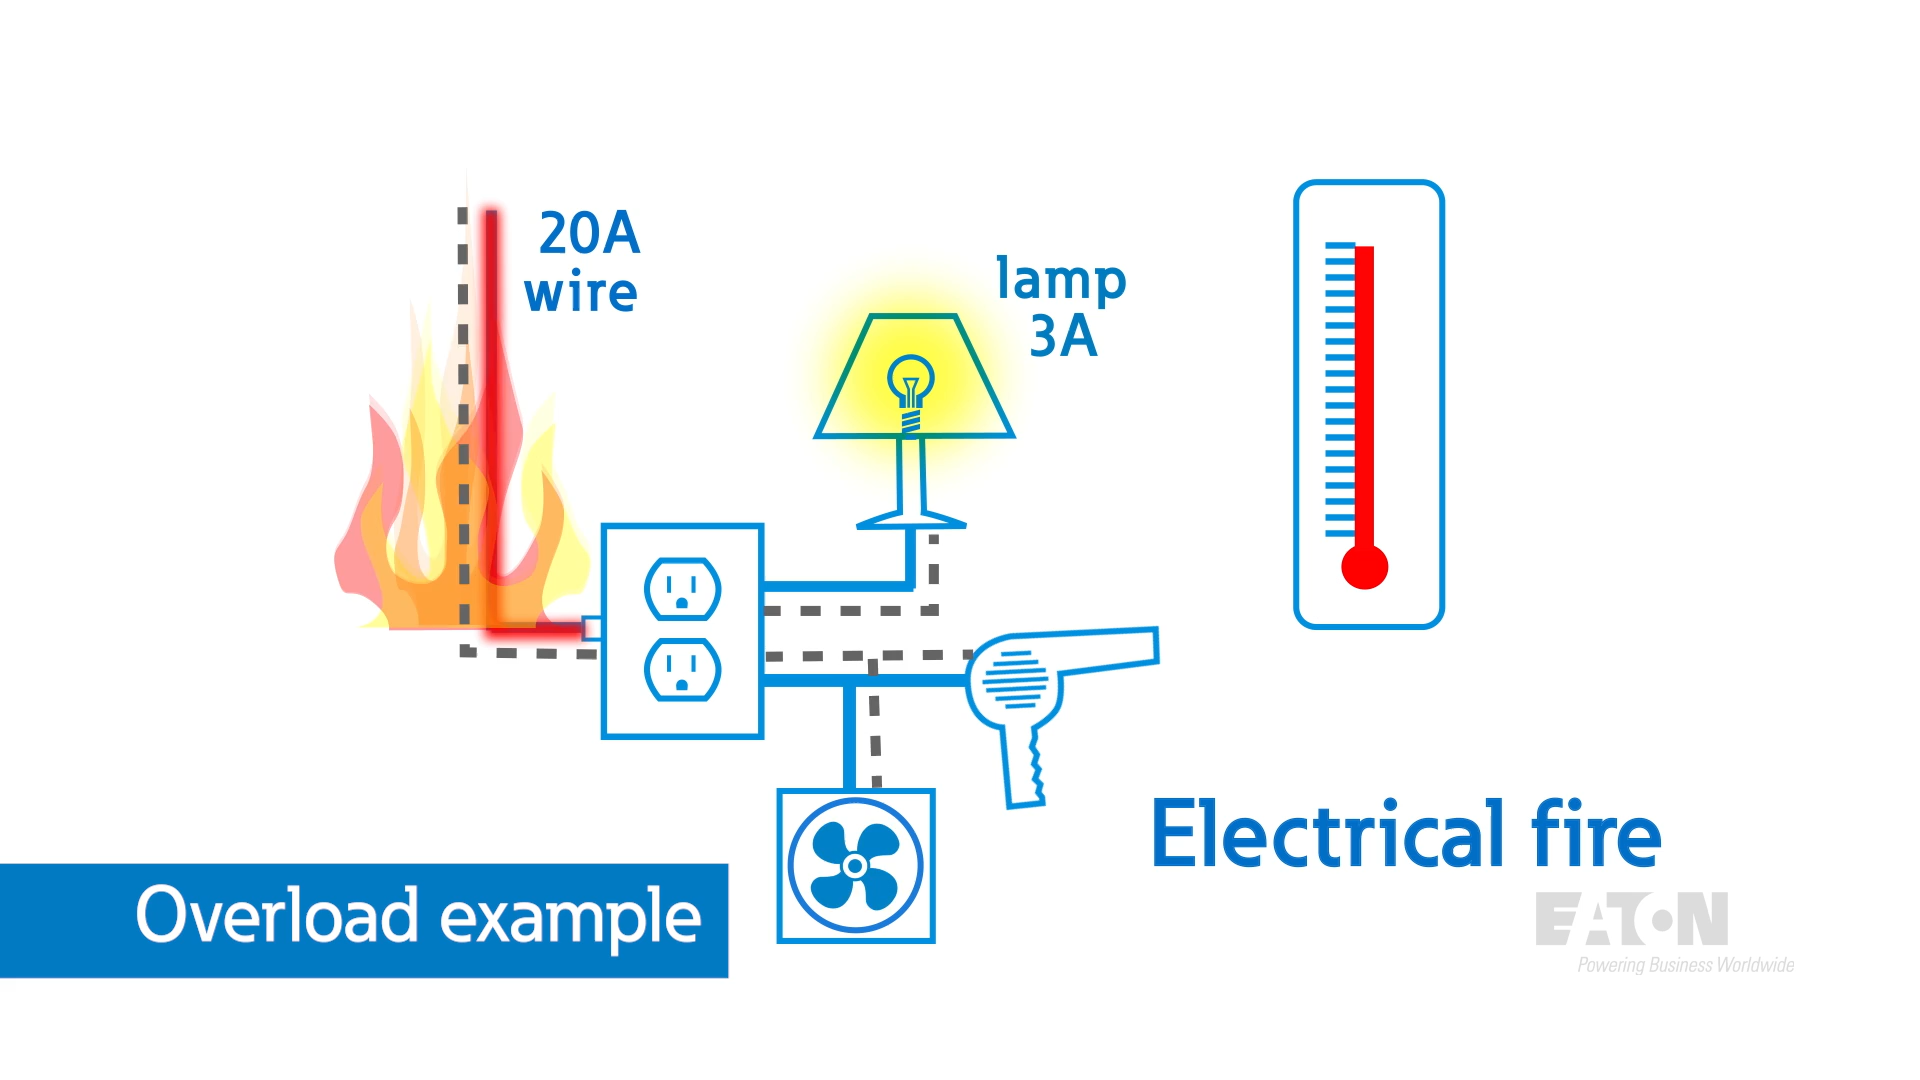 20A
wire
lamp
3A
Electrical fire
Overload example
EATON
Powering Business Worldwide